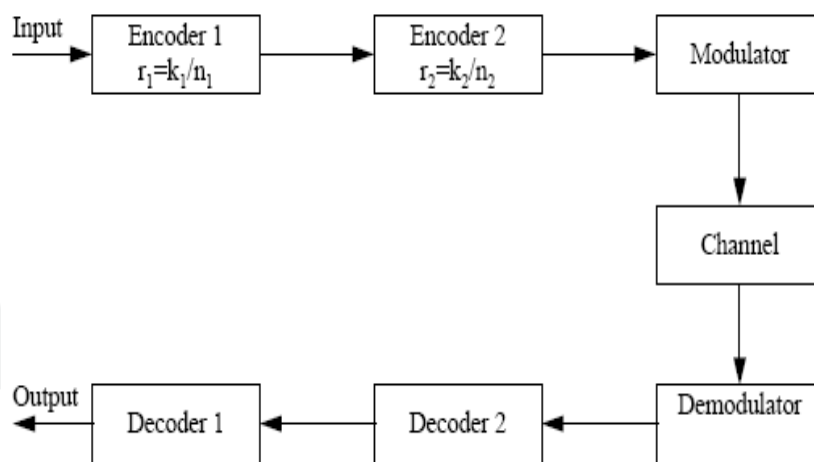 Input
Encoder 1
r₁=k₁/n₁
Encoder 2
r₂=k₂/n₂
Modulator
Channel
Output
Decoder 1
Decoder 2
Demodulator